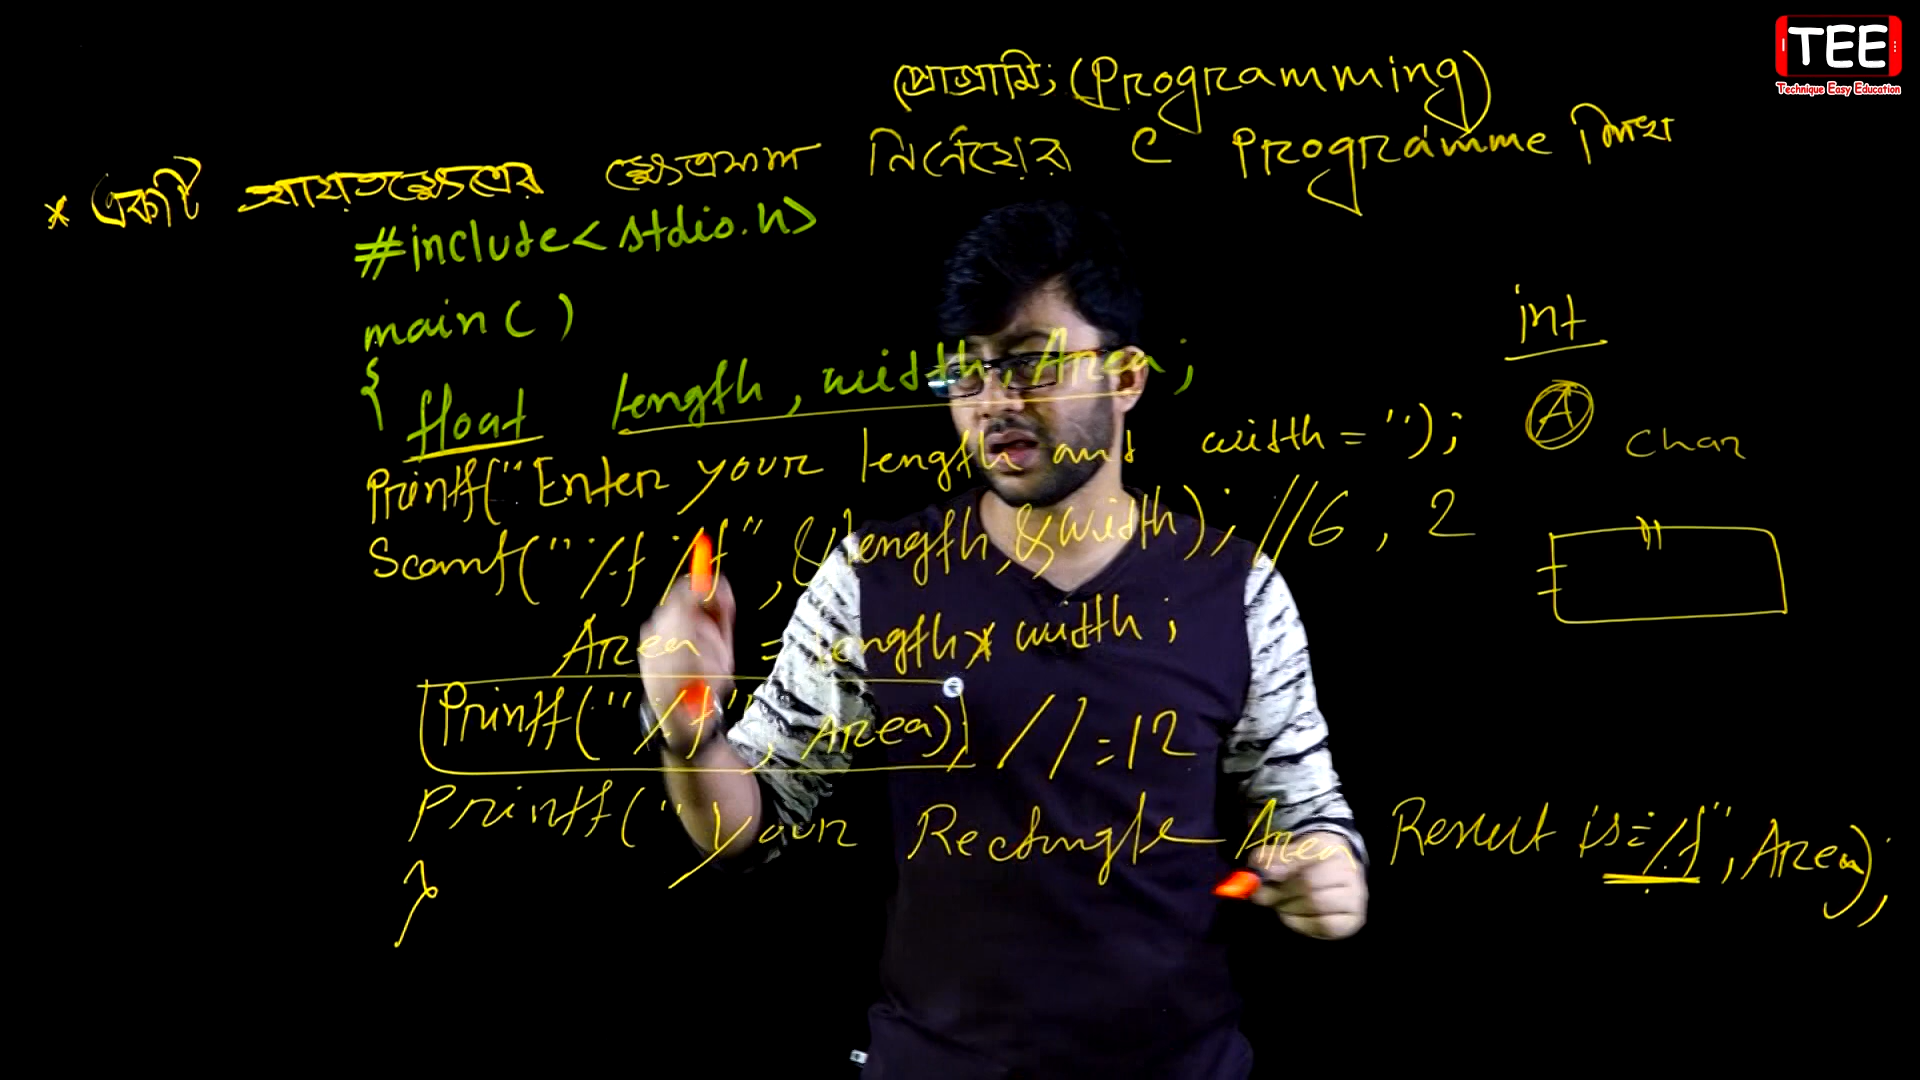 TEE
Technique Easy Education
প্রোগ্রামিং (Programming)
* একটি আয়তক্ষেত্রের ক্ষেত্রফল নির্ণয়ের C Programme লিখ
#include<stdio.h>
main()
{
float length, width, Area;
Printf("Enter your length and width = ");
Scanf("%f %f", &length, &width); //6, 2
Area = length * width;
Printf("%f", Area); //=12
Printf("Your Rectangle Area Result is=%f", Area);
}
int
A
Char